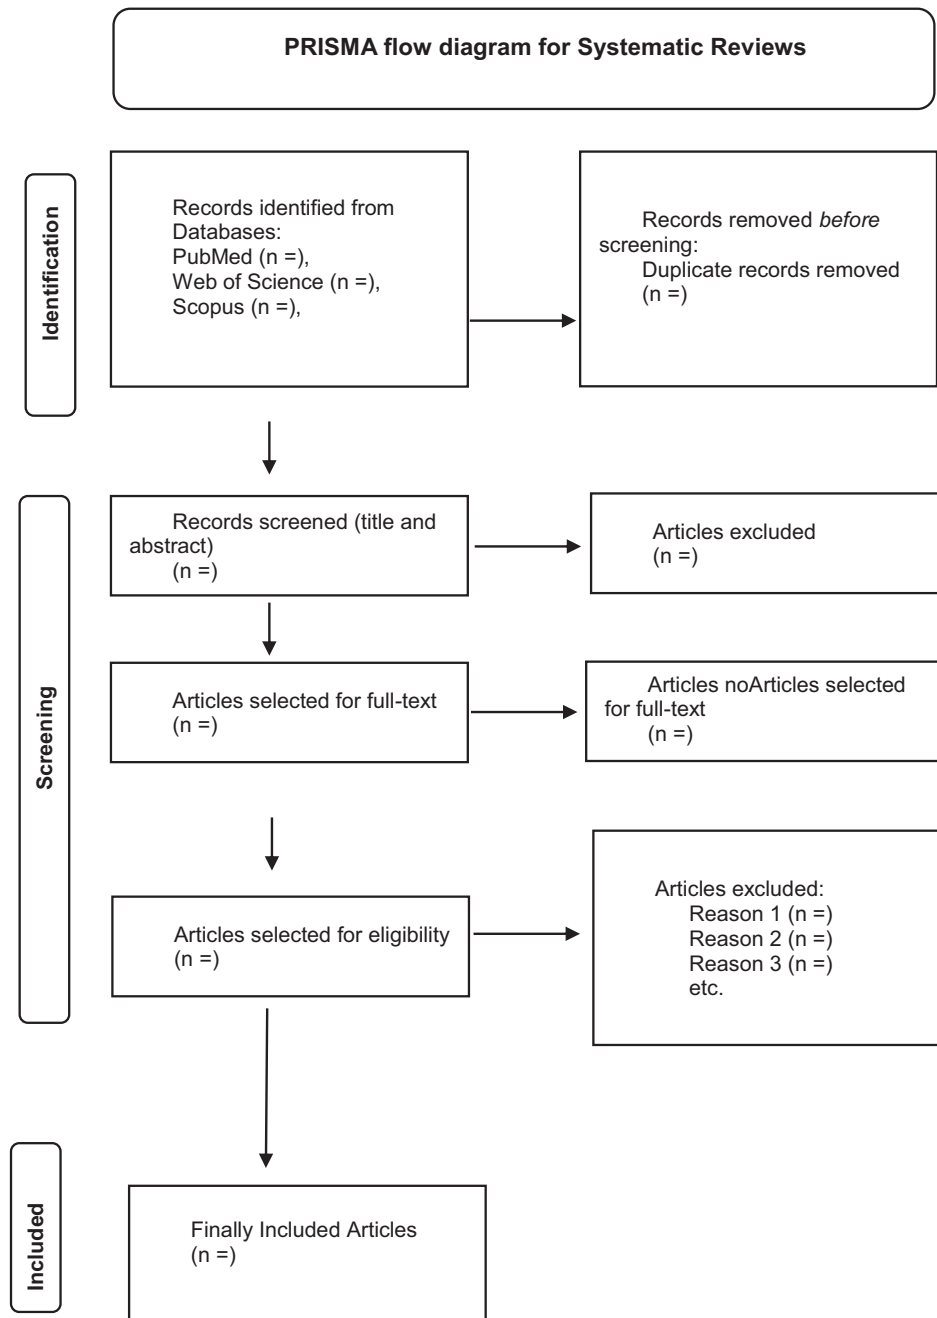 PRISMA flow diagram for Systematic Reviews
Identification
Records identified from
Databases:
PubMed (n =),
Web of Science (n =),
Scopus (n =),
Records removed before
screening:
Duplicate records removed
(n =)
Screening
Records screened (title and
abstract)
(n =)
Articles excluded
(n =)
Articles selected for full-text
(n =)
Articles noArticles selected
for full-text
(n =)
Articles selected for eligibility
(n =)
Articles excluded:
Reason 1 (n =)
Reason 2 (n =)
Reason 3 (n =)
etc.
Included
Finally Included Articles
(n =)